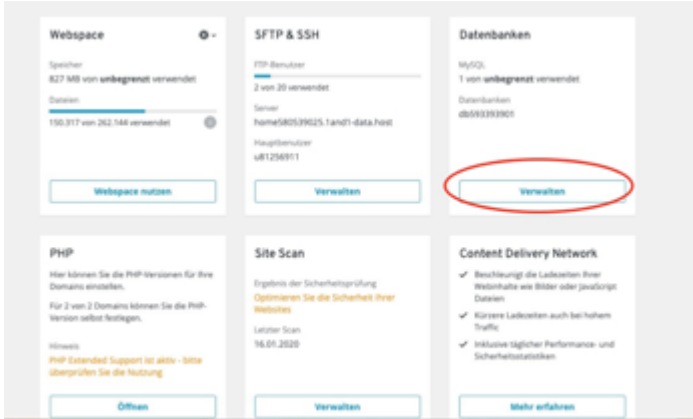 Webspace
Speicher
827 MB von unbegrenzt verwendet
Dateien
150.317 von 262.144 verwendet
Webspace nutzen
SFTP & SSH
FTP-Benutzer
2 von 20 verwendet
Server
home580539025.1and1-data.host
Hauptbenutzer
u81256911
Verwalten
Datenbanken
MySQL
1 von unbegrenzt verwendet
Datenbanken
db593393901
Verwalten
PHP
Hier können Sie die PHP-Versionen für Ihre
Domains einstellen.
Für 2 von 2 Domains können Sie die PHP-
Version selbst festlegen.
Hinweis
PHP Extended Support ist aktiv - bitte
überprüfen Sie die Nutzung
Öffnen
Site Scan
Ergebnis der Sicherheitsprüfung
Optimieren Sie die Sicherheit Ihrer
Websites
Letzter Scan
16.01.2020
Verwalten
Content Delivery Network
Beschleunigt die Ladezeiten Ihrer
Webinhalte wie Bilder oder JavaScript
Dateien
Kürzere Ladezeiten auch bei hohem
Traffic
Inklusive täglicher Performance- und
Sicherheitsstatistiken
Mehr erfahren